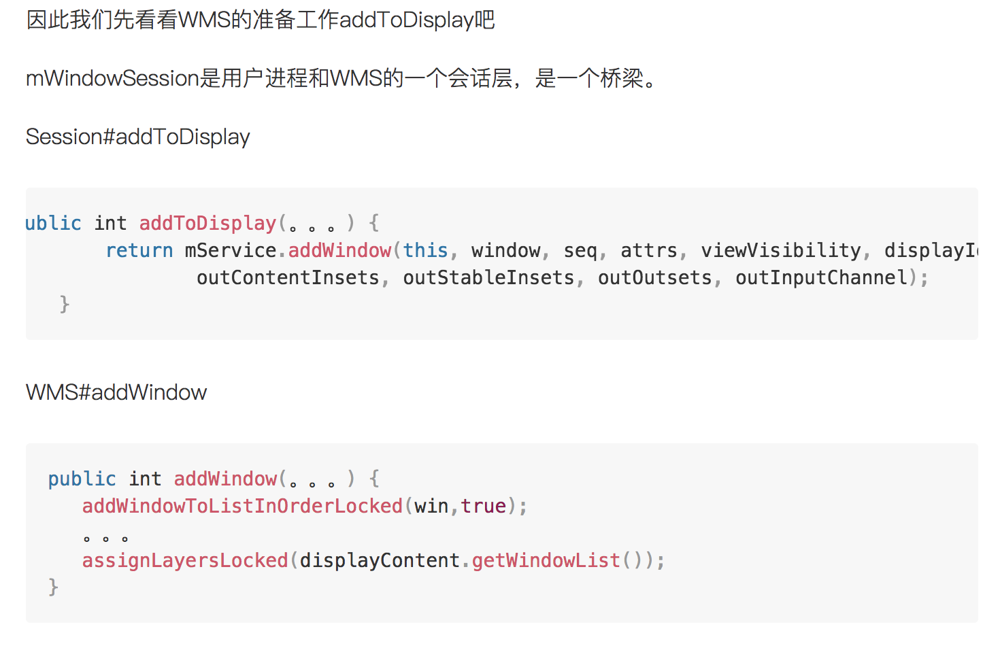 因此我们先看看WMS的准备工作addToDisplay吧
mWindowSession是用户进程和WMS的一个会话层，是一个桥梁。
Session#addToDisplay
ublic int addToDisplay(。。。) {
return mService.addWindow(this, window, seq, attrs, viewVisibility, displayI
outContentInsets, outStableInsets, outOutsets, outInputChannel);
}
WMS#addWindow
public int addWindow(。。。) {
addWindowToListInOrderLocked(win,true);
。。。
assignLayersLocked(displayContent.getWindowList());
}